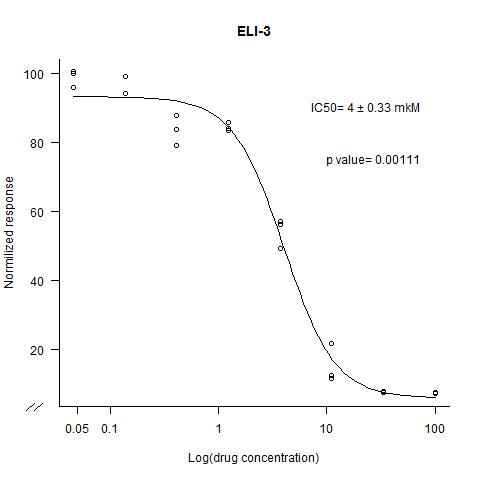 ELI-3
IC50= 4 ± 0.33 mkM
p value= 0.00111
Normilized response
100
80
60
40
20
0.05 0.1 1 10 100
Log(drug concentration)